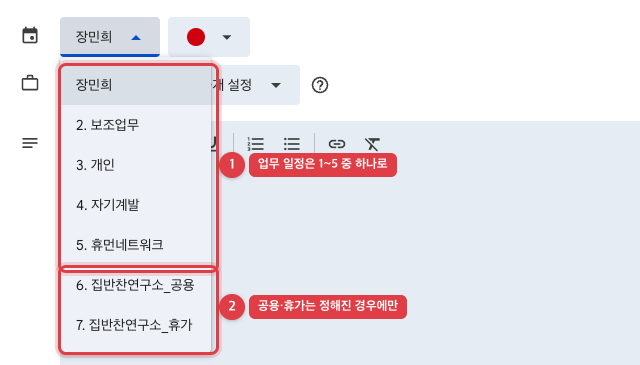 장민희
장민희
개 설정
2. 보조업무
3. 개인
1 업무 일정은 1~5 중 하나로
4. 자기계발
5. 휴먼네트워크
6. 집반찬연구소_공용
2 공용·휴가는 정해진 경우에만
7. 집반찬연구소_휴가